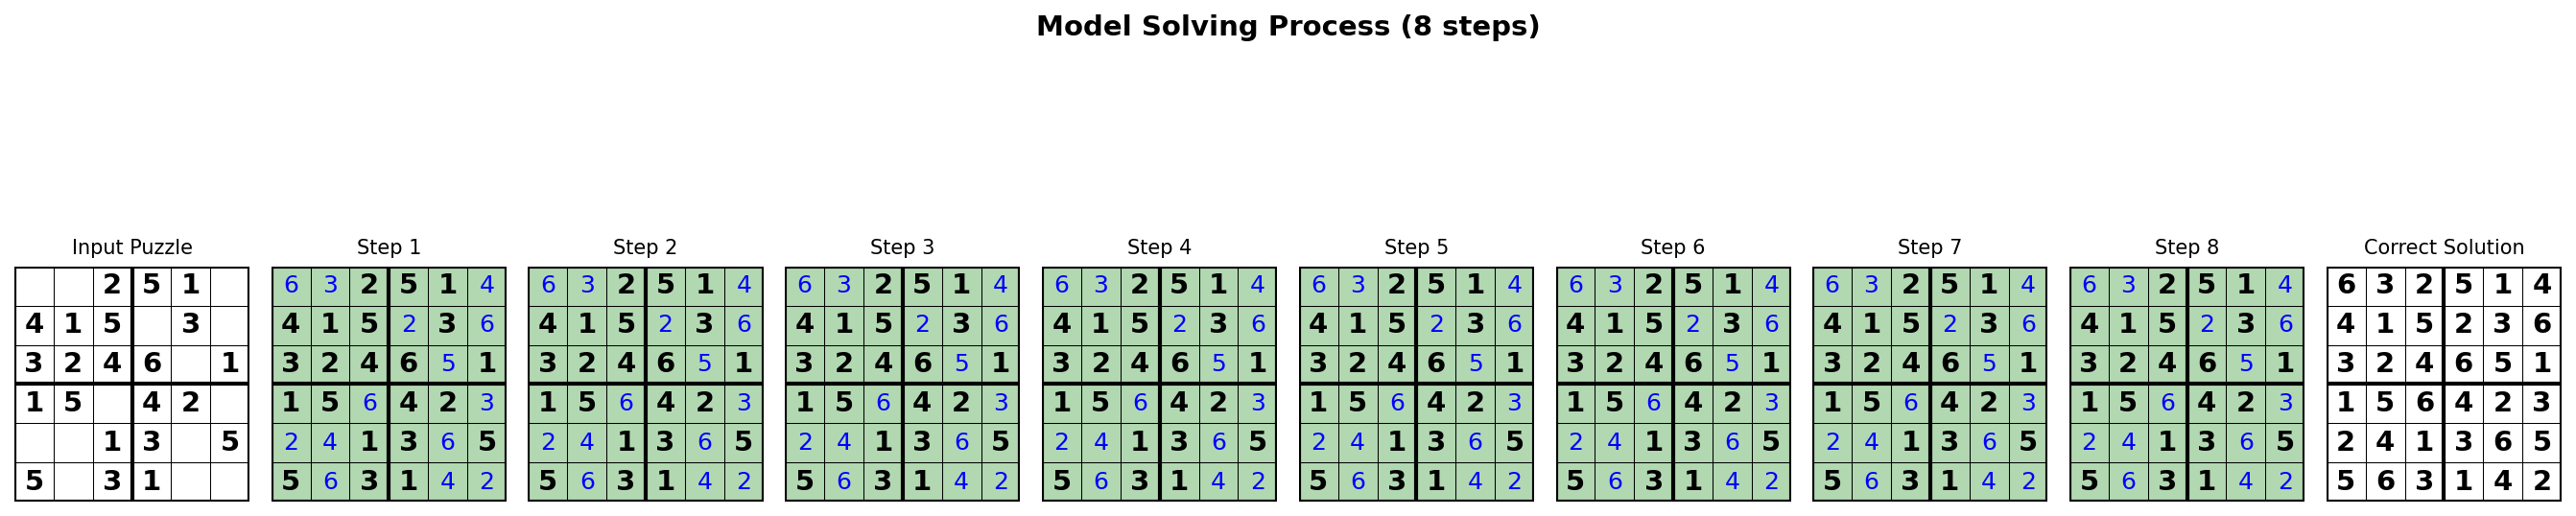 Model Solving Process (8 steps)
Input Puzzle Step 1 Step 2 Step 3 Step 4 Step 5 Step 6 Step 7 Step 8 Correct Solution
2 5 1 6 3 2 5 1 4 6 3 2 5 1 4 6 3 2 5 1 4 6 3 2 5 1 4 6 3 2 5 1 4 6 3 2 5 1 4 6 3 2 5 1 4 6 3 2 5 1 4 6 3 2 5 1 4
4 1 5 3 4 1 5 2 3 6 4 1 5 2 3 6 4 1 5 2 3 6 4 1 5 2 3 6 4 1 5 2 3 6 4 1 5 2 3 6 4 1 5 2 3 6 4 1 5 2 3 6 4 1 5 2 3 6
3 2 4 6 1 3 2 4 6 5 1 3 2 4 6 5 1 3 2 4 6 5 1 3 2 4 6 5 1 3 2 4 6 5 1 3 2 4 6 5 1 3 2 4 6 5 1 3 2 4 6 5 1 3 2 4 6 5 1
1 5 4 2 1 5 6 4 2 3 1 5 6 4 2 3 1 5 6 4 2 3 1 5 6 4 2 3 1 5 6 4 2 3 1 5 6 4 2 3 1 5 6 4 2 3 1 5 6 4 2 3 1 5 6 4 2 3
1 3 5 2 4 1 3 6 5 2 4 1 3 6 5 2 4 1 3 6 5 2 4 1 3 6 5 2 4 1 3 6 5 2 4 1 3 6 5 2 4 1 3 6 5 2 4 1 3 6 5 2 4 1 3 6 5
5 3 1 5 6 3 1 4 2 5 6 3 1 4 2 5 6 3 1 4 2 5 6 3 1 4 2 5 6 3 1 4 2 5 6 3 1 4 2 5 6 3 1 4 2 5 6 3 1 4 2 5 6 3 1 4 2